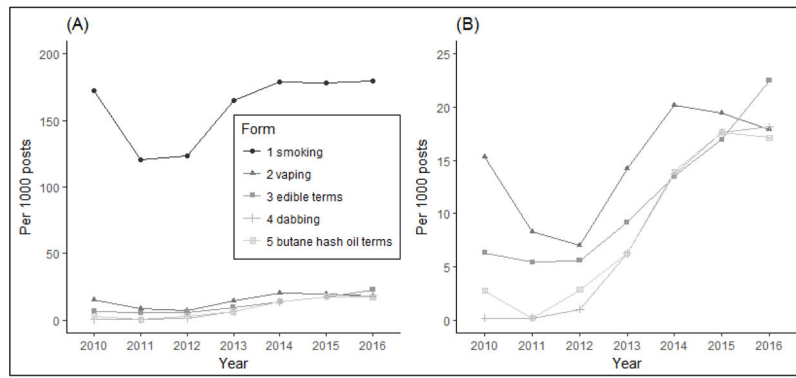 (A)
200
150
100
50
0
Per 1000 posts
2010 2011 2012 2013 2014 2015 2016
Year
Form
1 smoking
2 vaping
3 edible terms
4 dabbing
5 butane hash oil terms
(B)
25
20
15
10
5
0
Per 1000 posts
2010 2011 2012 2013 2014 2015 2016
Year